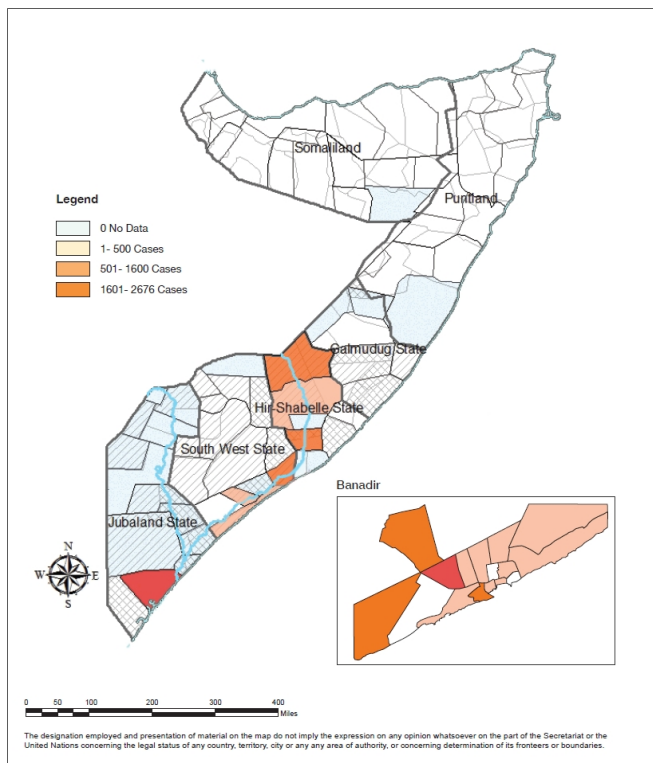 Somaliland
Puntland
Legend
0 No Data
1- 500 Cases
501- 1600 Cases
1601- 2676 Cases
Galmudug State
Hir-Shabelle State
South West State
Banadir
Jubaland State
N
W E
S
0 50 100 200 300 400
Miles
The designation employed and presentation of material on the map do not imply the expression on any opinion whatsoever on the part of the Secretariat or the
United Nations concerning the legal status of any country, territory, city or any any area of authority, or concerning determination of its fronteers or boundaries.